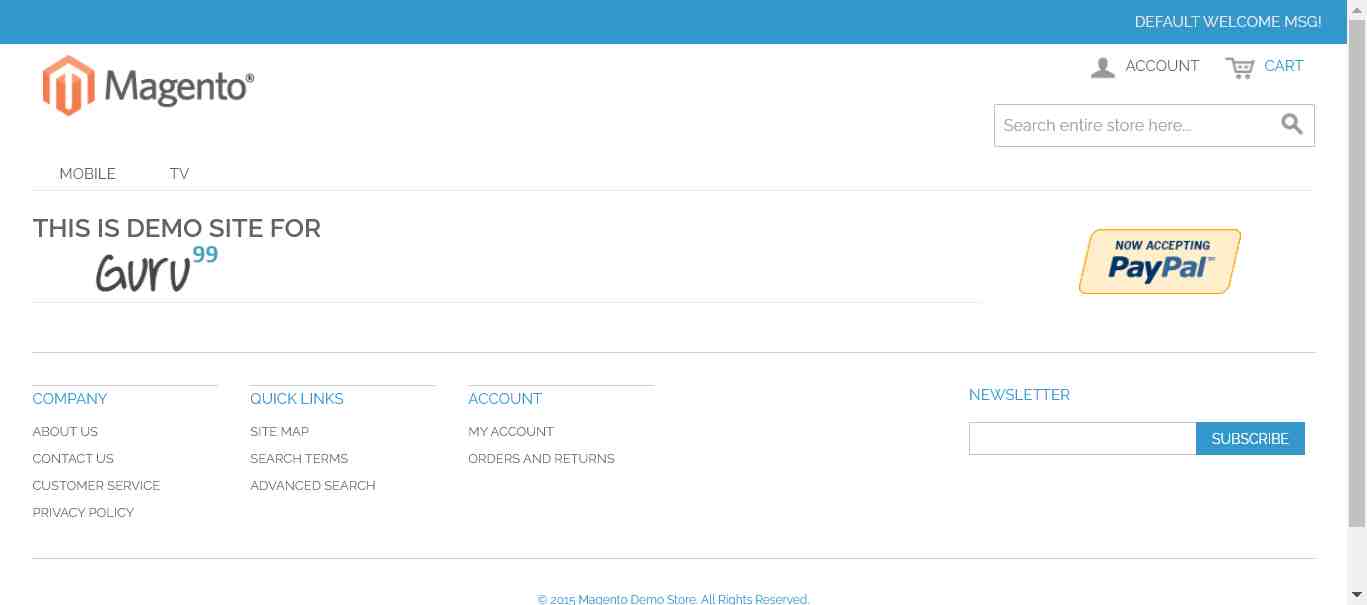 DEFAULT WELCOME MSG!
Magento®
ACCOUNT
CART
Search entire store here...
MOBILE
TV
THIS IS DEMO SITE FOR
Guru99
NOW ACCEPTING
PayPal™
COMPANY
ABOUT US
CONTACT US
CUSTOMER SERVICE
PRIVACY POLICY
QUICK LINKS
SITE MAP
SEARCH TERMS
ADVANCED SEARCH
ACCOUNT
MY ACCOUNT
ORDERS AND RETURNS
NEWSLETTER
SUBSCRIBE
© 2015 Magento Demo Store. All Rights Reserved.